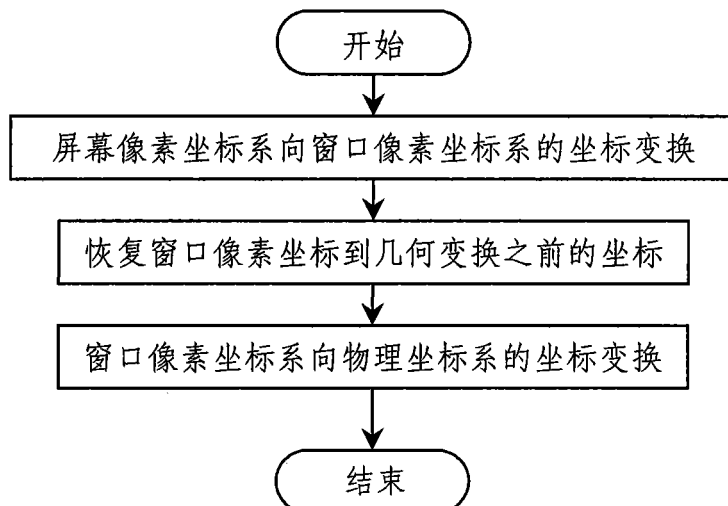 开始
屏幕像素坐标系向窗口像素坐标系的坐标变换
恢复窗口像素坐标到几何变换之前的坐标
窗口像素坐标系向物理坐标系的坐标变换
结束